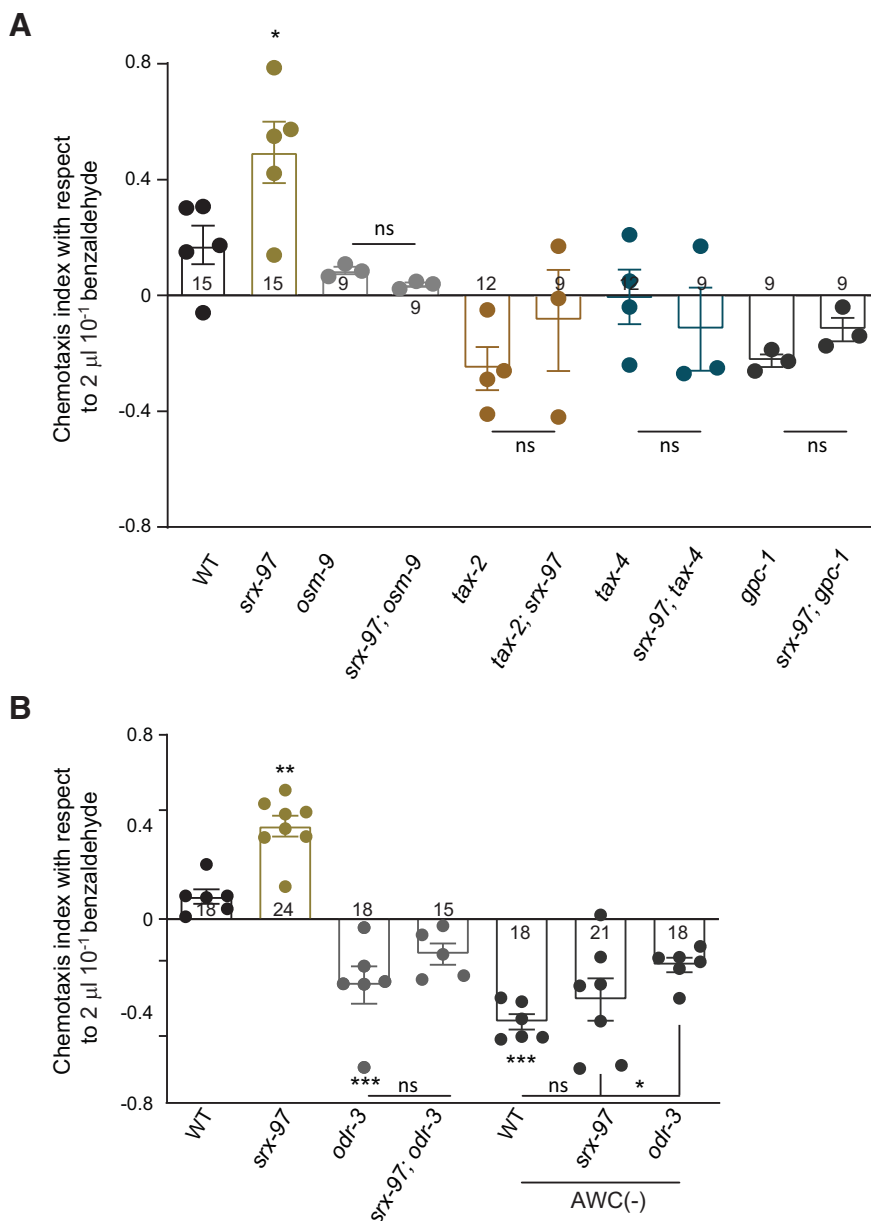 A
Chemotaxis index with respect
to 2 µl 10-1 benzaldehyde
0.8
0.4
0
-0.4
-0.8
*
ns
ns
ns
ns
15
15
9
9
12
9
12
9
9
9
WT
srx-97
osm-9
srx-97; osm-9
tax-2
tax-2; srx-97
tax-4
srx-97; tax-4
gpc-1
srx-97; gpc-1
B
Chemotaxis index with respect
to 2 µl 10-1 benzaldehyde
0.8
0.4
0
-0.4
-0.8
**
18
24
18
15
18
21
18
***
ns
***
ns
*
WT
srx-97
odr-3
srx-97; odr-3
WT
srx-97
odr-3
AWC(-)